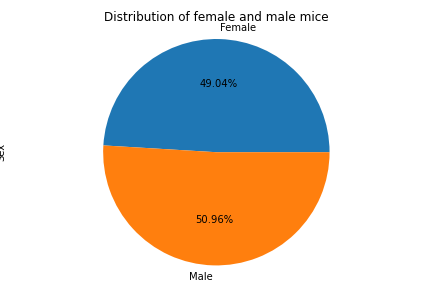 Distribution of female and male mice
Female
49.04%
Sex
50.96%
Male